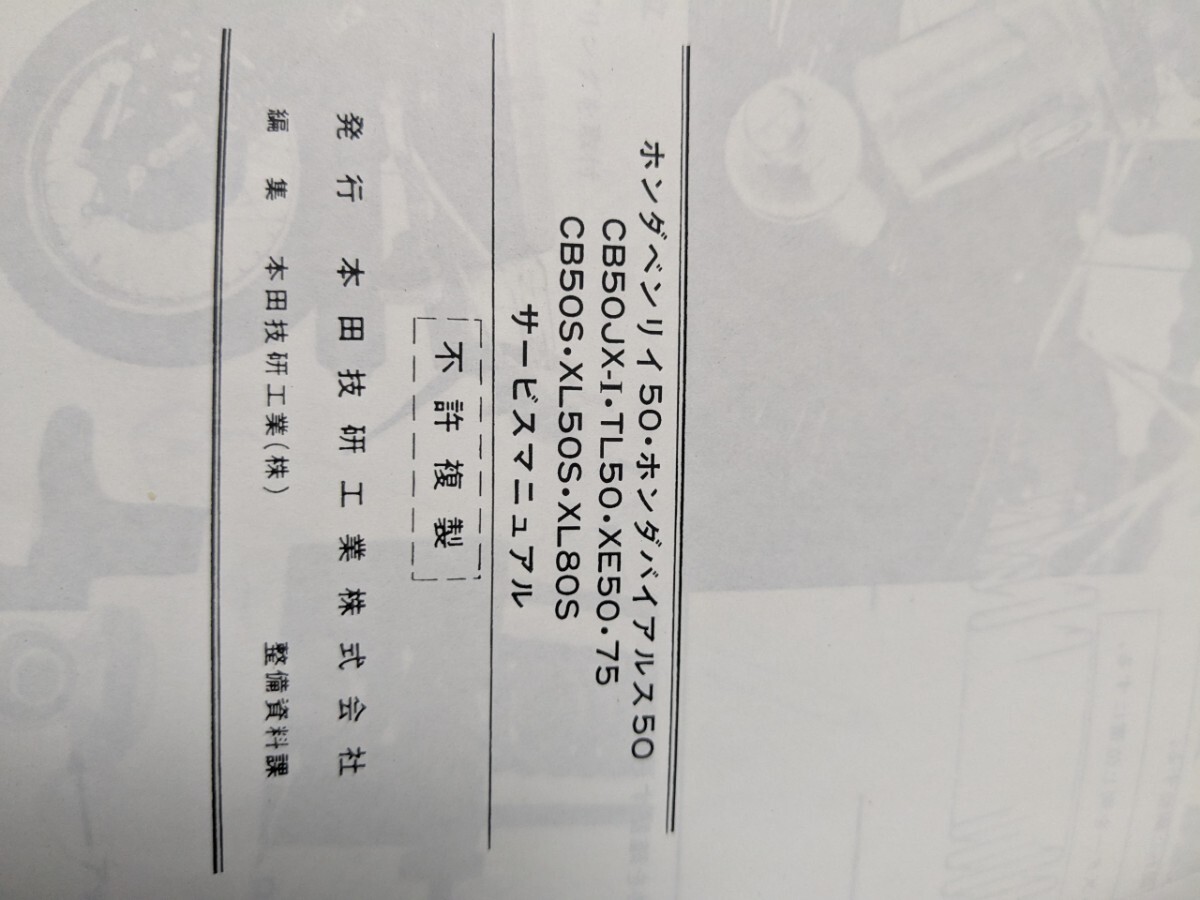 ホンダベンリイ50・ホンダバイアルス50
CB50JX-I・TL50・XE50・75
CB50S・XL50S・XL80S
サービスマニュアル
不許複製
発行 本田技研工業株式会社
編集 本田技研工業(株) 整備資料課